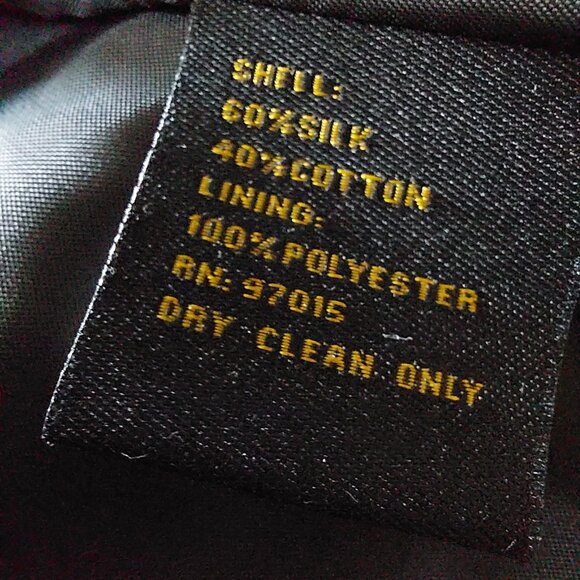 SHELL:
60%SILK
40%COTTON
LINING:
100%POLYESTER
RN: 97015
DRY CLEAN ONLY